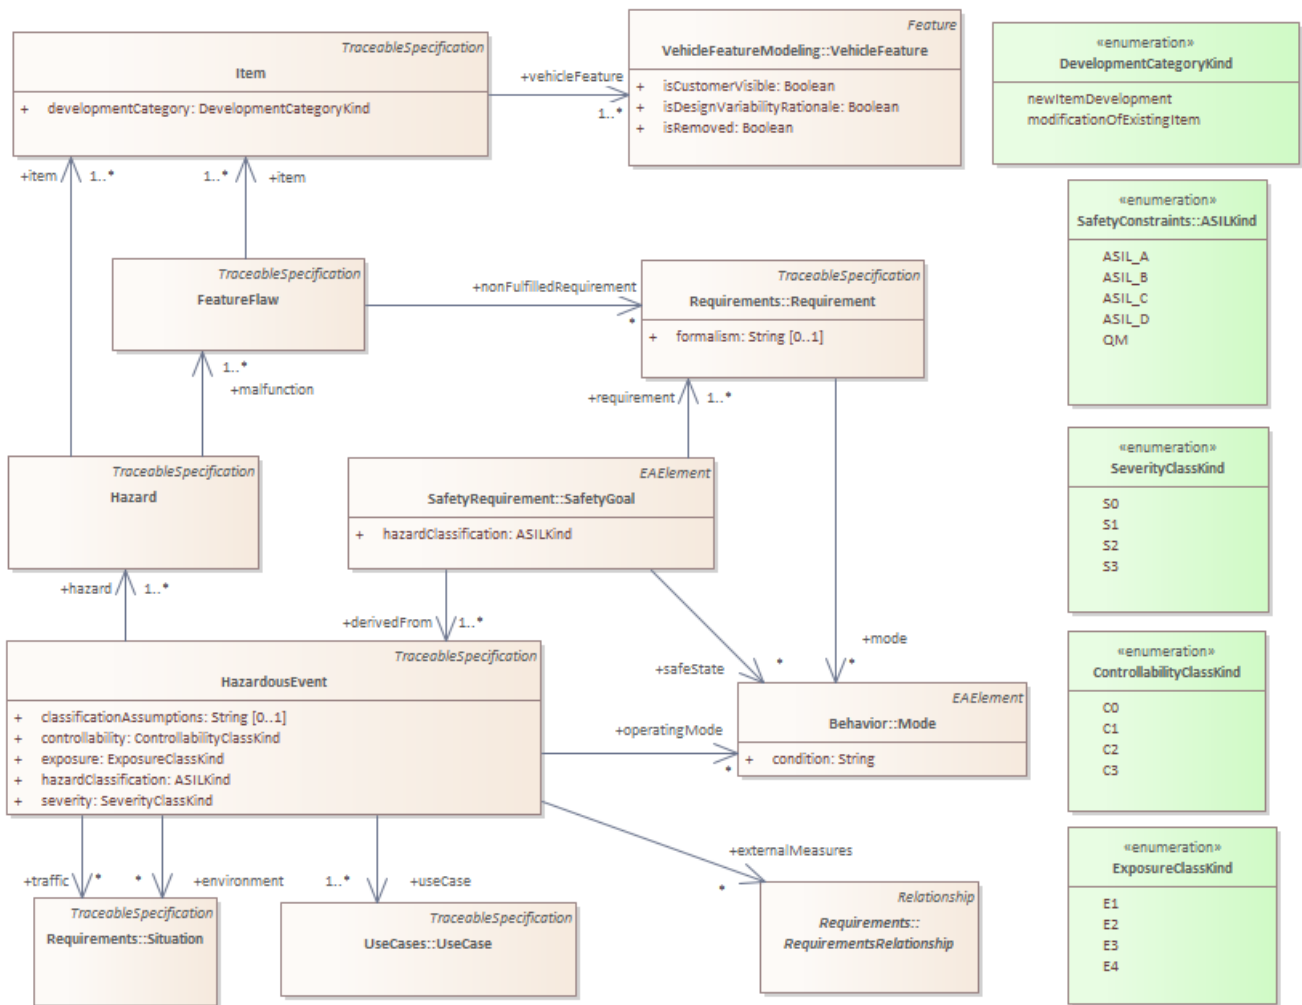 TraceableSpecification
Item
+ developmentCategory: DevelopmentCategoryKind
+vehicleFeature
1..*
Feature
VehicleFeatureModeling::VehicleFeature
+ isCustomerVisible: Boolean
+ isDesignVariabilityRationale: Boolean
+ isRemoved: Boolean
«enumeration»
DevelopmentCategoryKind
newItemDevelopment
modificationOfExistingItem
+item
1..*
1..*
+item
«enumeration»
SafetyConstraints::ASILKind
ASIL_A
ASIL_B
ASIL_C
ASIL_D
QM
TraceableSpecification
FeatureFlaw
+nonFulfilledRequirement
*
TraceableSpecification
Requirements::Requirement
+ formalism: String [0..1]
1..*
+malfunction
+requirement
1..*
TraceableSpecification
Hazard
EAElement
SafetyRequirement::SafetyGoal
+ hazardClassification: ASILKind
«enumeration»
SeverityClassKind
S0
S1
S2
S3
+hazard
1..*
+derivedFrom
1..*
+safeState
*
*
+mode
TraceableSpecification
HazardousEvent
+ classificationAssumptions: String [0..1]
+ controllability: ControllabilityClassKind
+ exposure: ExposureClassKind
+ hazardClassification: ASILKind
+ severity: SeverityClassKind
+operatingMode
*
EAElement
Behavior::Mode
+ condition: String
«enumeration»
ControllabilityClassKind
C0
C1
C2
C3
+traffic
*
*
+environment
1..*
+useCase
+externalMeasures
*
TraceableSpecification
Requirements::Situation
TraceableSpecification
UseCases::UseCase
Relationship
Requirements::
RequirementsRelationship
«enumeration»
ExposureClassKind
E1
E2
E3
E4